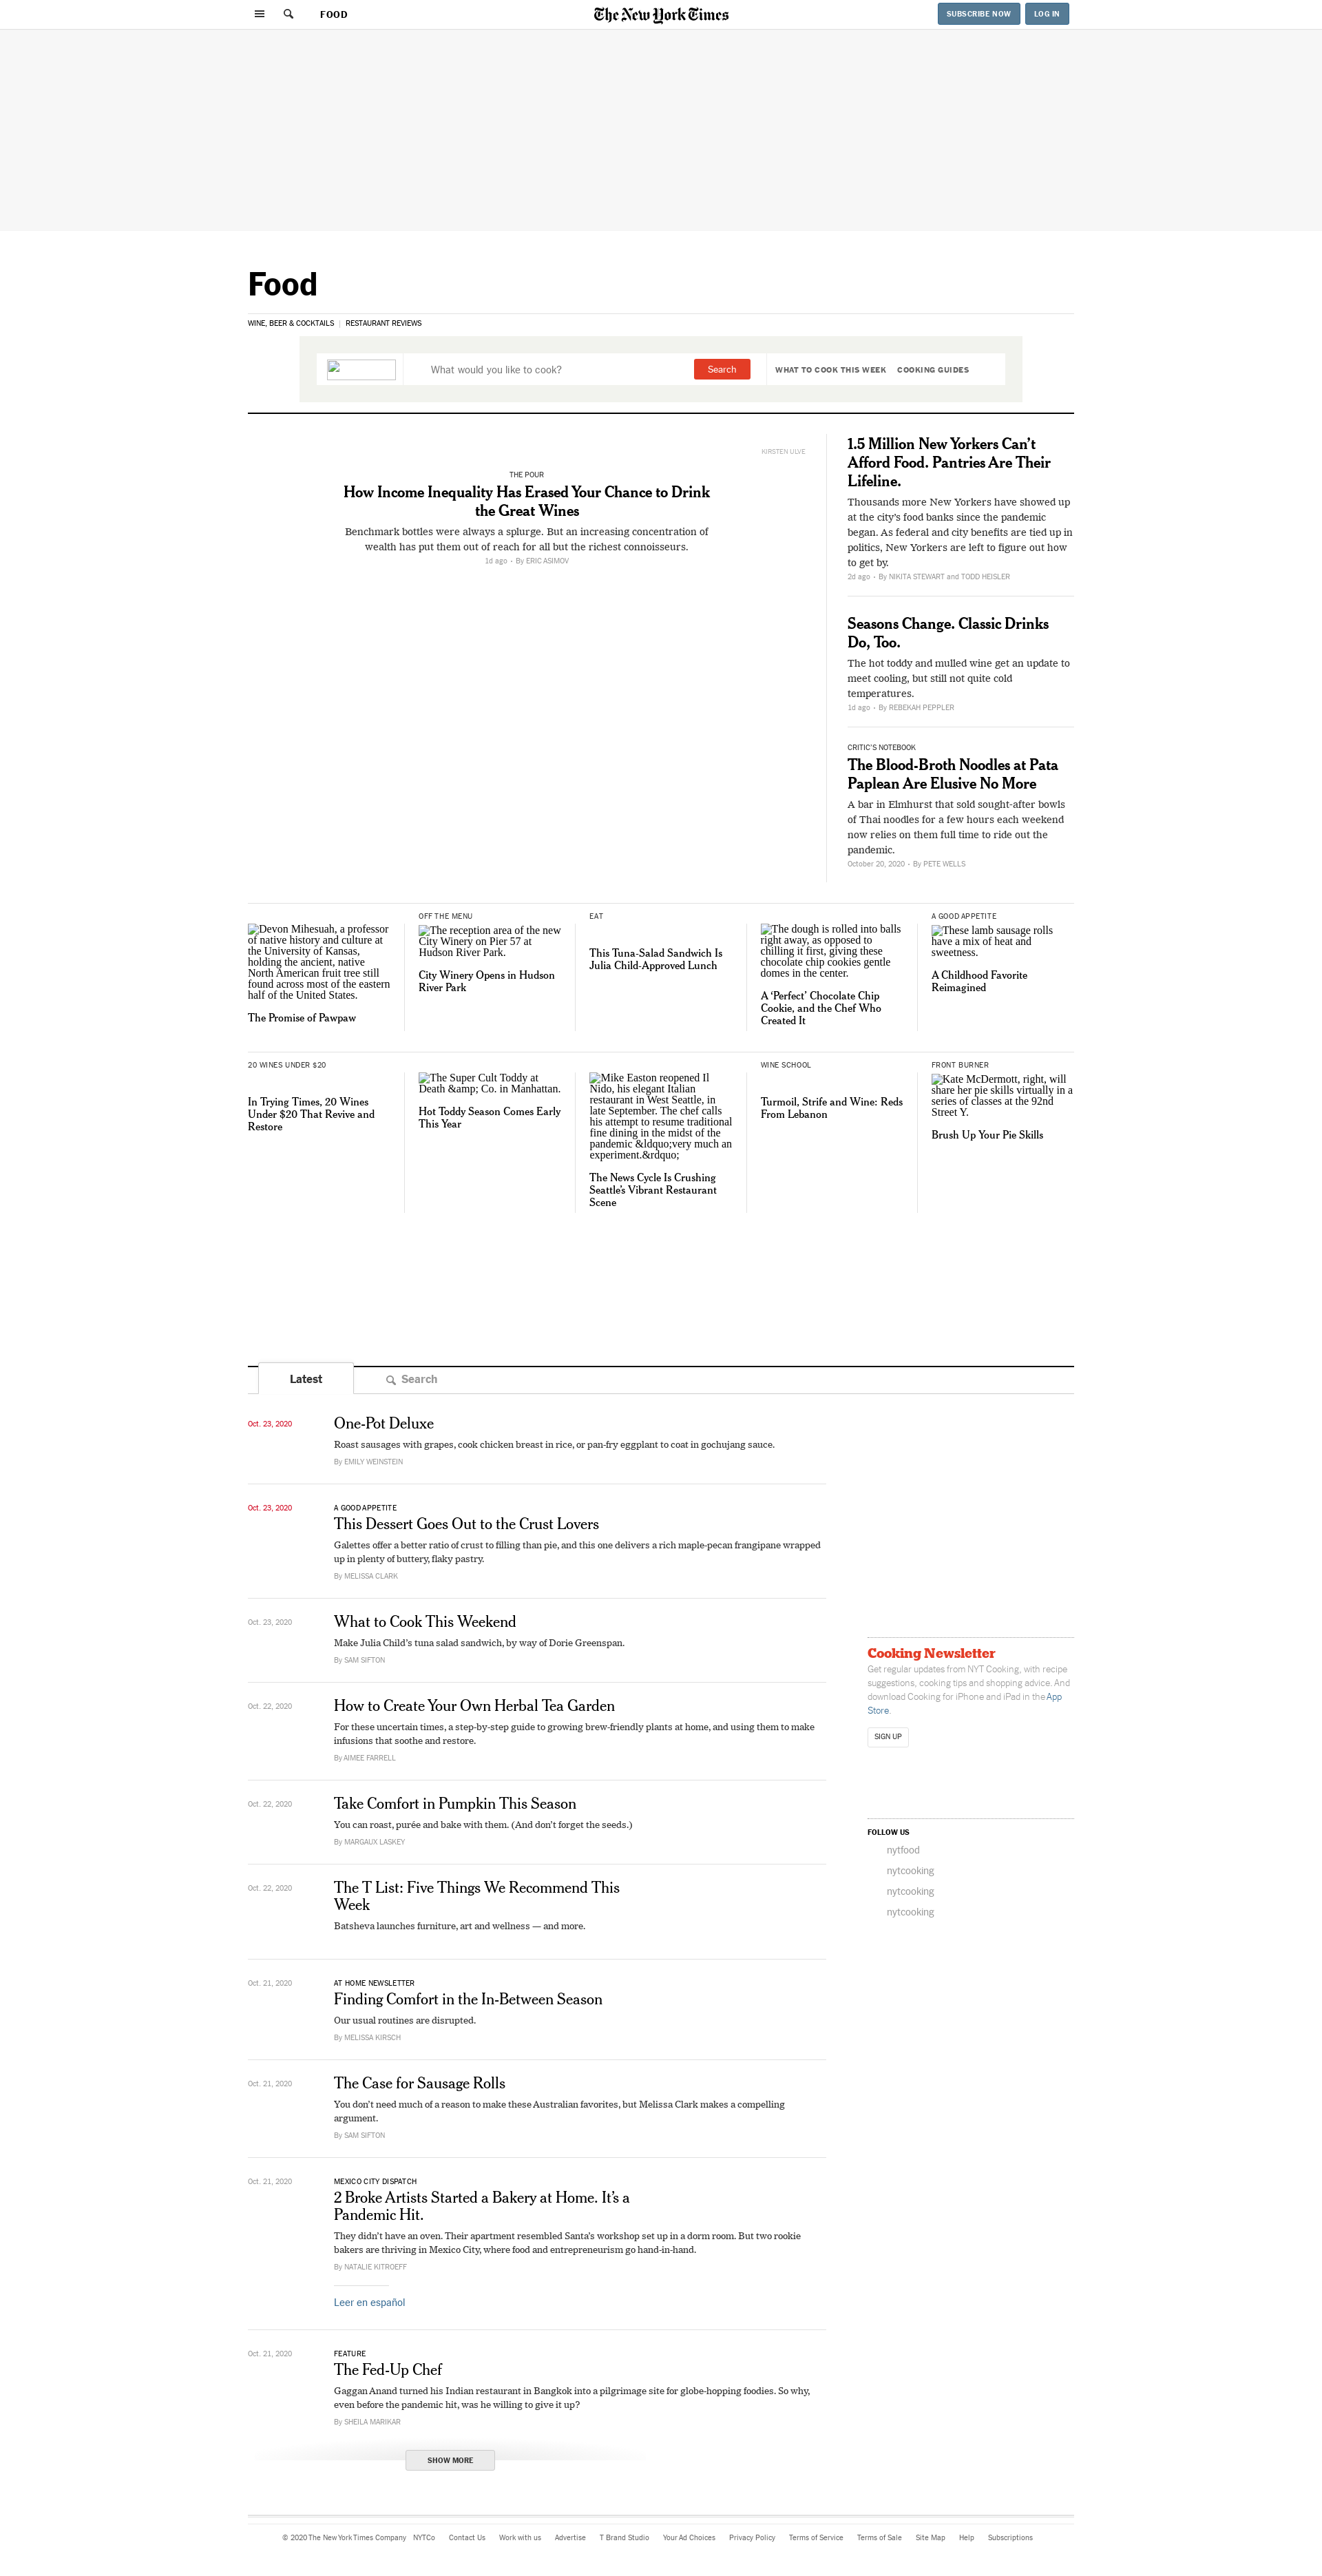 FOOD
The New York Times
SUBSCRIBE NOW
LOG IN
Food
WINE, BEER & COCKTAILS
RESTAURANT REVIEWS
What would you like to cook?
Search
WHAT TO COOK THIS WEEK
COOKING GUIDES
KIRSTEN ULVE
THE POUR
How Income Inequality Has Erased Your Chance to Drink
the Great Wines
Benchmark bottles were always a splurge. But an increasing concentration of
wealth has put them out of reach for all but the richest connoisseurs.
1d ago • By ERIC ASIMOV
1.5 Million New Yorkers Can’t
Afford Food. Pantries Are Their
Lifeline.
Thousands more New Yorkers have showed up
at the city’s food banks since the pandemic
began. As federal and city benefits are tied up in
politics, New Yorkers are left to figure out how
to get by.
2d ago • By NIKITA STEWART and TODD HEISLER
Seasons Change. Classic Drinks
Do, Too.
The hot toddy and mulled wine get an update to
meet cooling, but still not quite cold
temperatures.
1d ago • By REBEKAH PEPPLER
CRITIC’S NOTEBOOK
The Blood-Broth Noodles at Pata
Paplean Are Elusive No More
A bar in Elmhurst that sold sought-after bowls
of Thai noodles for a few hours each weekend
now relies on them full time to ride out the
pandemic.
October 20, 2020 • By PETE WELLS
Devon Mihesuah, a professor
of native history and culture at
the University of Kansas,
holding the ancient, native
North American fruit tree still
found across most of the eastern
half of the United States.
The Promise of Pawpaw
OFF THE MENU
The reception area of the new
City Winery on Pier 57 at
Hudson River Park.
City Winery Opens in Hudson
River Park
EAT
This Tuna-Salad Sandwich Is
Julia Child-Approved Lunch
The dough is rolled into balls
right away, as opposed to
chilling it first, giving these
chocolate chip cookies gentle
domes in the center.
A ‘Perfect’ Chocolate Chip
Cookie, and the Chef Who
Created It
A GOOD APPETITE
These lamb sausage rolls
have a mix of heat and
sweetness.
A Childhood Favorite
Reimagined
20 WINES UNDER $20
In Trying Times, 20 Wines
Under $20 That Revive and
Restore
The Super Cult Toddy at
Death &amp; Co. in Manhattan.
Hot Toddy Season Comes Early
This Year
Mike Easton reopened Il
Nido, his elegant Italian
restaurant in West Seattle, in
late September. The chef calls
his attempt to resume traditional
fine dining in the midst of the
pandemic &ldquo;very much an
experiment.&rdquo;
The News Cycle Is Crushing
Seattle’s Vibrant Restaurant
Scene
WINE SCHOOL
Turmoil, Strife and Wine: Reds
From Lebanon
FRONT BURNER
Kate McDermott, right, will
share her pie skills virtually in a
series of classes at the 92nd
Street Y.
Brush Up Your Pie Skills
Latest
Search
Oct. 23, 2020
One-Pot Deluxe
Roast sausages with grapes, cook chicken breast in rice, or pan-fry eggplant to coat in gochujang sauce.
By EMILY WEINSTEIN
Oct. 23, 2020
A GOOD APPETITE
This Dessert Goes Out to the Crust Lovers
Galettes offer a better ratio of crust to filling than pie, and this one delivers a rich maple-pecan frangipane wrapped
up in plenty of buttery, flaky pastry.
By MELISSA CLARK
Oct. 23, 2020
What to Cook This Weekend
Make Julia Child’s tuna salad sandwich, by way of Dorie Greenspan.
By SAM SIFTON
Oct. 22, 2020
How to Create Your Own Herbal Tea Garden
For these uncertain times, a step-by-step guide to growing brew-friendly plants at home, and using them to make
infusions that soothe and restore.
By AIMEE FARRELL
Oct. 22, 2020
Take Comfort in Pumpkin This Season
You can roast, purée and bake with them. (And don’t forget the seeds.)
By MARGAUX LASKEY
Oct. 22, 2020
The T List: Five Things We Recommend This
Week
Batsheva launches furniture, art and wellness — and more.
Oct. 21, 2020
AT HOME NEWSLETTER
Finding Comfort in the In-Between Season
Our usual routines are disrupted.
By MELISSA KIRSCH
Oct. 21, 2020
The Case for Sausage Rolls
You don’t need much of a reason to make these Australian favorites, but Melissa Clark makes a compelling
argument.
By SAM SIFTON
Oct. 21, 2020
MEXICO CITY DISPATCH
2 Broke Artists Started a Bakery at Home. It’s a
Pandemic Hit.
They didn’t have an oven. Their apartment resembled Santa’s workshop set up in a dorm room. But two rookie
bakers are thriving in Mexico City, where food and entrepreneurism go hand-in-hand.
By NATALIE KITROEFF
Leer en español
Oct. 21, 2020
FEATURE
The Fed-Up Chef
Gaggan Anand turned his Indian restaurant in Bangkok into a pilgrimage site for globe-hopping foodies. So why,
even before the pandemic hit, was he willing to give it up?
By SHEILA MARIKAR
SHOW MORE
Cooking Newsletter
Get regular updates from NYT Cooking, with recipe
suggestions, cooking tips and shopping advice. And
download Cooking for iPhone and iPad in the App
Store.
SIGN UP
FOLLOW US
nytfood
nytcooking
nytcooking
nytcooking
© 2020 The New York Times Company NYTCo Contact Us Work with us Advertise T Brand Studio Your Ad Choices Privacy Policy Terms of Service Terms of Sale Site Map Help Subscriptions